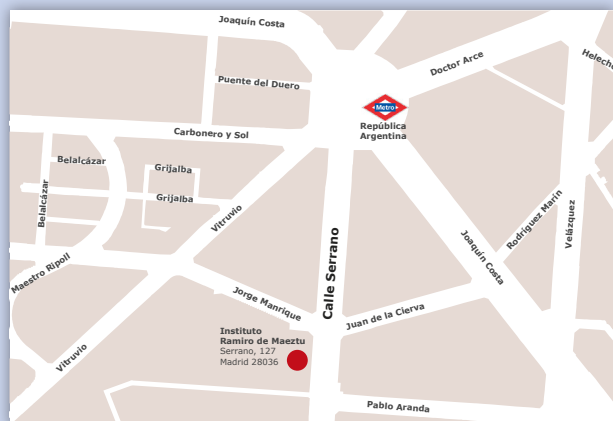 Joaquín Costa
Doctor Arce
Puente del Duero
Metro
República
Argentina
Carbonero y Sol
Belalcázar
Grijalba
Belalcázar
Grijalba
Vitruvio
Rodriguez Marín
Velázquez
Calle Serrano
Joaquín Costa
Maestro Ripoll
Jorge Manrique
Juan de la Cierva
Instituto
Ramiro de Maeztu
Serrano, 127
Madrid 28036
Vitruvio
Pablo Aranda